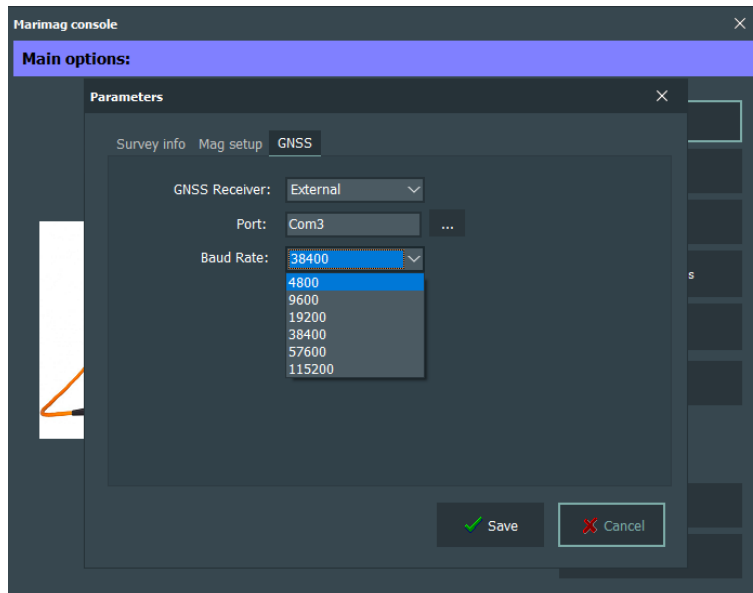 Marimag console
Main options:
Parameters
Survey info Mag setup GNSS
GNSS Receiver: External
Port: Com3 ...
Baud Rate: 38400
4800
9600
19200
38400
57600
115200
s
Save Cancel